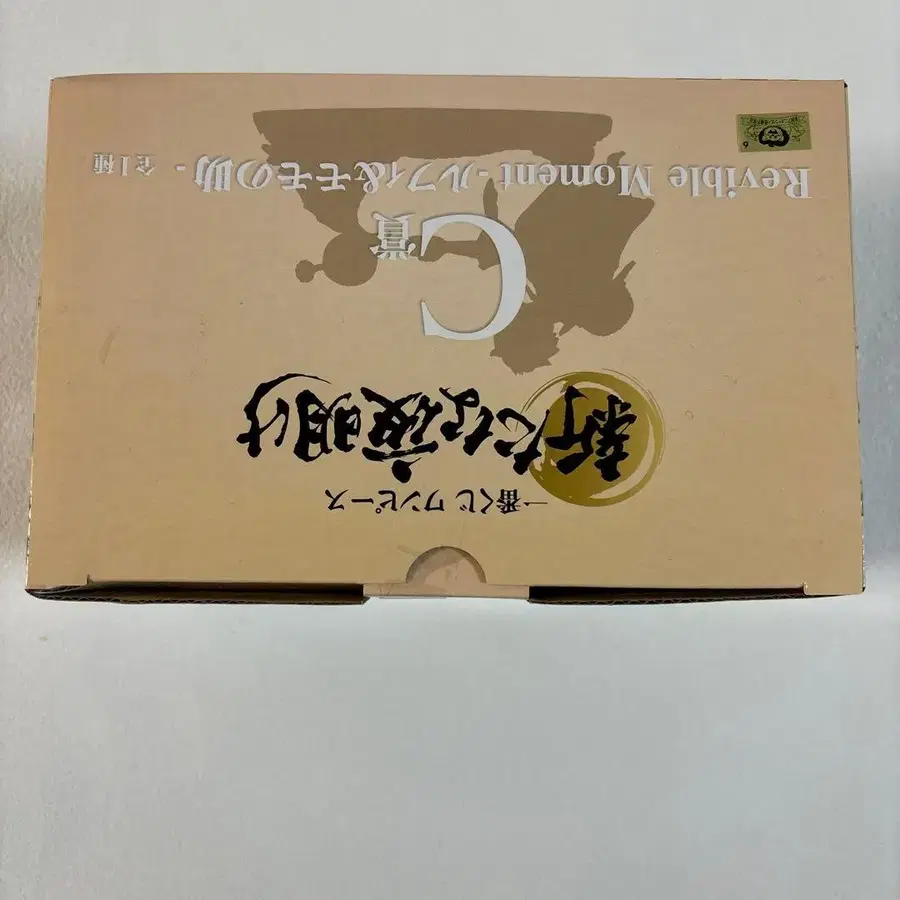 一番くじ ワンピース
新たな夜明け
C賞
Revible Moment -ルフィ&モモの助- 全1種